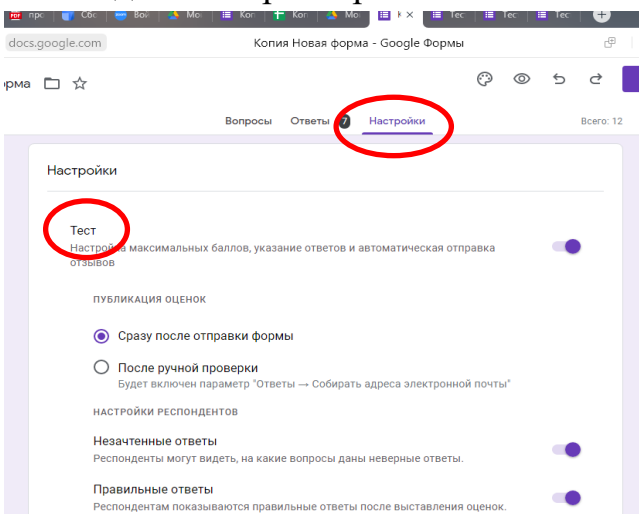 docs.google.com Копия Новая форма - Google Формы
рма
Вопросы Ответы 7 Настройки Всего: 12
Настройки
Тест
Настройка максимальных баллов, указание ответов и автоматическая отправка
отзывов
ПУБЛИКАЦИЯ ОЦЕНОК
Сразу после отправки формы
После ручной проверки
Будет включен параметр "Ответы → Собирать адреса электронной почты"
НАСТРОЙКИ РЕСПОНДЕНТОВ
Незачтенные ответы
Респонденты могут видеть, на какие вопросы даны неверные ответы.
Правильные ответы
Респондентам показываются правильные ответы после выставления оценок.